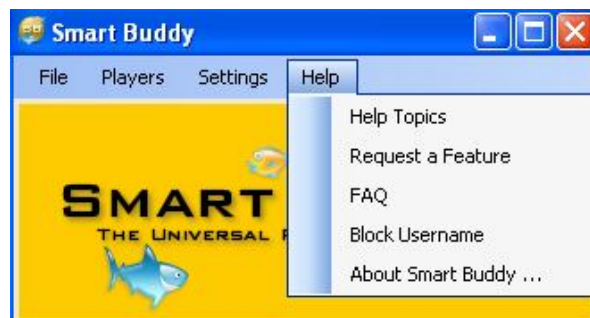 Smart Buddy
File Players Settings Help
Help Topics
Request a Feature
FAQ
Block Username
About Smart Buddy ...
SMART
THE UNIVERSAL